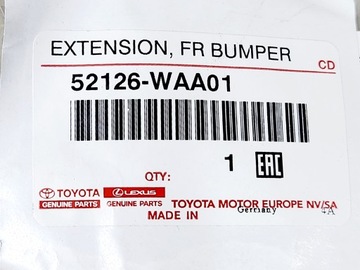 EXTENSION, FR BUMPER
CD
52126-WAA01
1 EAC
QTY:
TOYOTA LEXUS
GENUINE PARTS GENUINE PARTS TOYOTA MOTOR EUROPE NV/SA
MADE IN Germany 4A